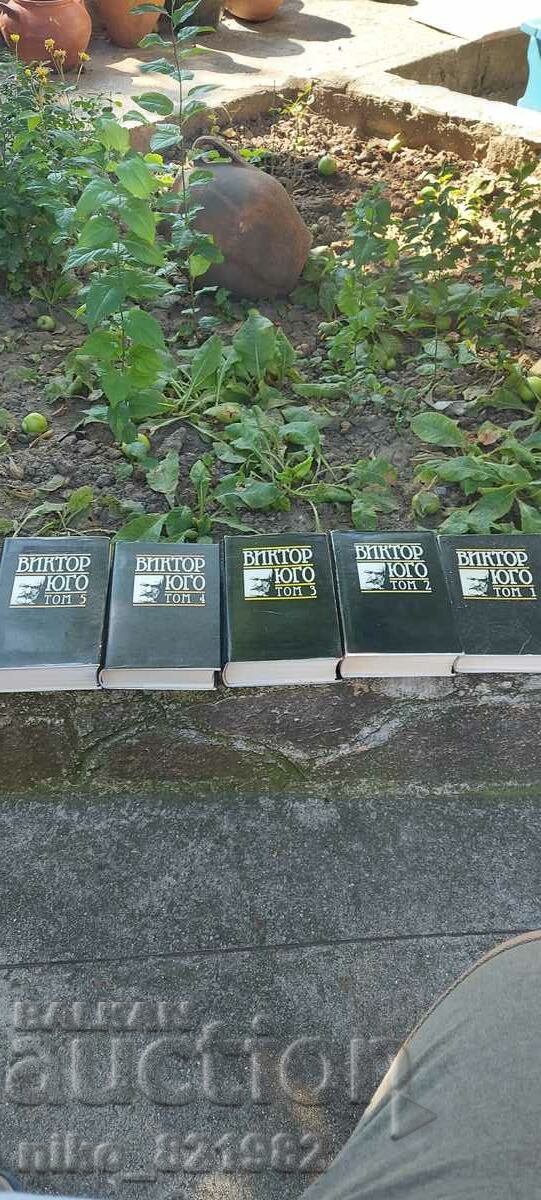 ВИКТОР
ЮГО
ТОМ 5
ВИКТОР
ЮГО
ТОМ 4
ВИКТОР
ЮГО
ТОМ 3
ВИКТОР
ЮГО
ТОМ 2
ВИКТОР
ЮГО
ТОМ 1
BALKAN
auction
niko_821982